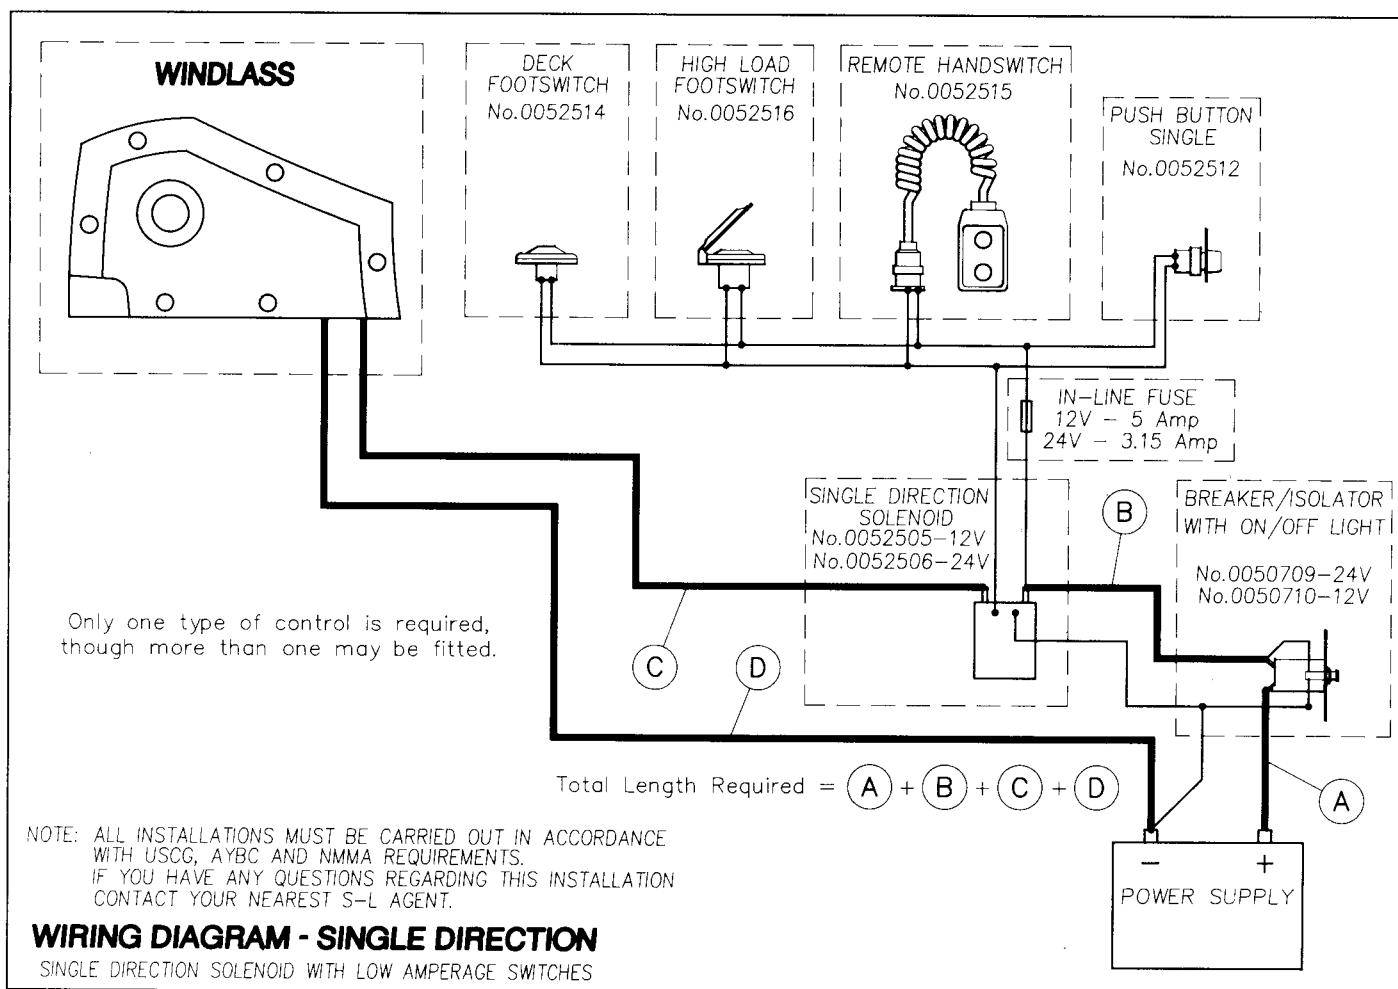 WINDLASS
DECK
FOOTSWITCH
No.0052514
HIGH LOAD
FOOTSWITCH
No.0052516
REMOTE HANDSWITCH
No.0052515
PUSH BUTTON
SINGLE
No.0052512
IN-LINE FUSE
12V - 5 Amp
24V - 3.15 Amp
SINGLE DIRECTION
SOLENOID
No.0052505-12V
No.0052506-24V
B
BREAKER/ISOLATOR
WITH ON/OFF LIGHT
No.0050709-24V
No.0050710-12V
Only one type of control is required,
though more than one may be fitted.
C
D
Total Length Required = A + B + C + D
A
NOTE: ALL INSTALLATIONS MUST BE CARRIED OUT IN ACCORDANCE
WITH USCG, AYBC AND NMMA REQUIREMENTS.
IF YOU HAVE ANY QUESTIONS REGARDING THIS INSTALLATION
CONTACT YOUR NEAREST S-L AGENT.
- +
POWER SUPPLY
WIRING DIAGRAM - SINGLE DIRECTION
SINGLE DIRECTION SOLENOID WITH LOW AMPERAGE SWITCHES